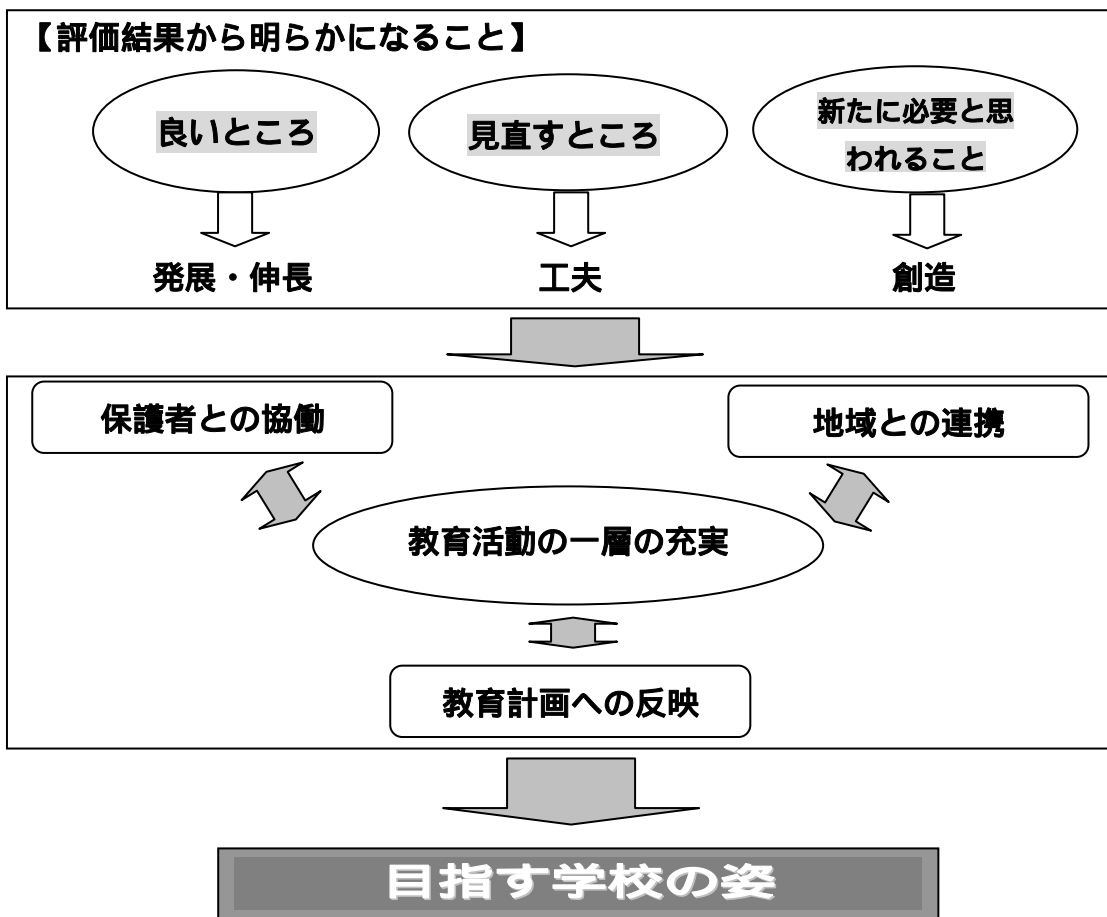 【評価結果から明らかになること】
良いところ
見直すところ
新たに必要と思
われること
発展・伸長
工夫
創造
保護者との協働
地域との連携
教育活動の一層の充実
教育計画への反映
目指す学校の姿